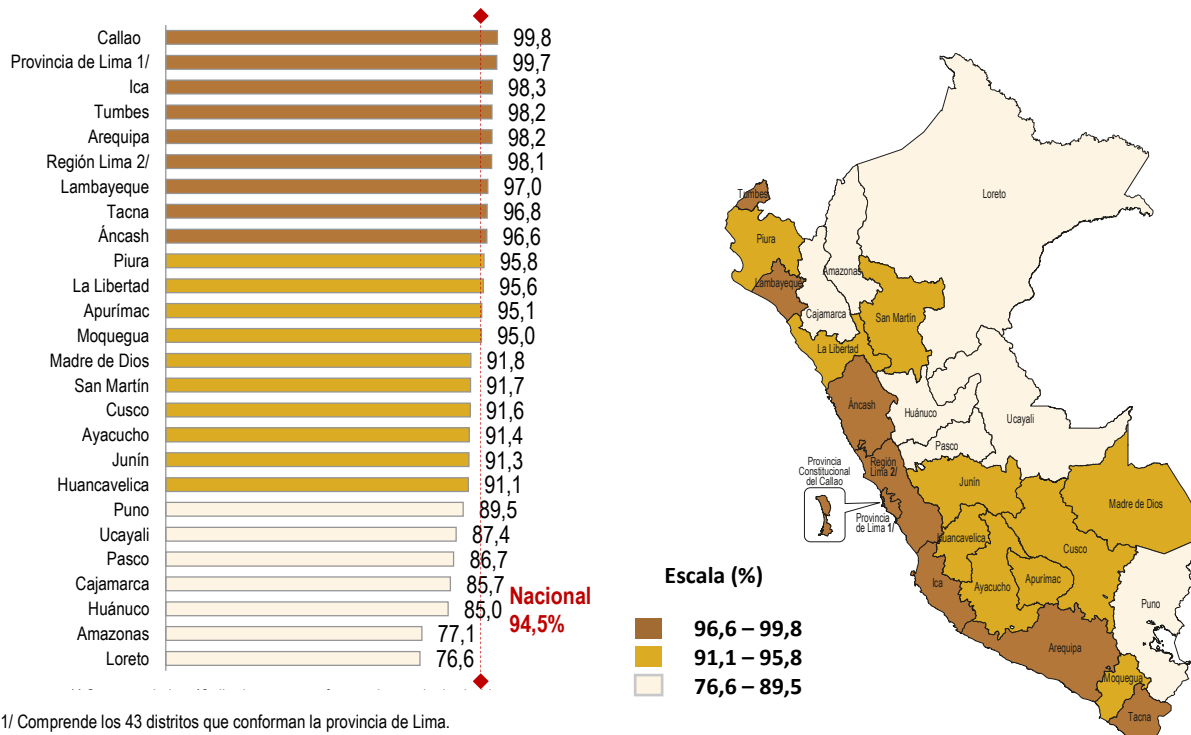 Callao 99,8
Provincia de Lima 1/ 99,7
Ica 98,3
Tumbes 98,2
Arequipa 98,2
Región Lima 2/ 98,1
Lambayeque 97,0
Tacna 96,8
Áncash 96,6
Piura 95,8
La Libertad 95,6
Apurímac 95,1
Moquegua 95,0
Madre de Dios 91,8
San Martín 91,7
Cusco 91,6
Ayacucho 91,4
Junín 91,3
Huancavelica 91,1
Puno 89,5
Ucayali 87,4
Pasco 86,7
Cajamarca 85,7
Huánuco 85,0
Amazonas 77,1
Loreto 76,6
Nacional
94,5%
1/ Comprende los 43 distritos que conforman la provincia de Lima.
Tumbes
Loreto
Piura
Amazonas
Lambayeque
Cajamarca
San Martín
La Libertad
Áncash
Huánuco
Ucayali
Pasco
Región
Lima 2/
Provincia
Constitucional
del Callao
Junín
Provincia
de Lima 1/
Madre de Dios
Huancavelica
Cusco
Ica
Ayacucho
Apurímac
Puno
Arequipa
Moquegua
Tacna
Escala (%)
96,6 – 99,8
91,1 – 95,8
76,6 – 89,5